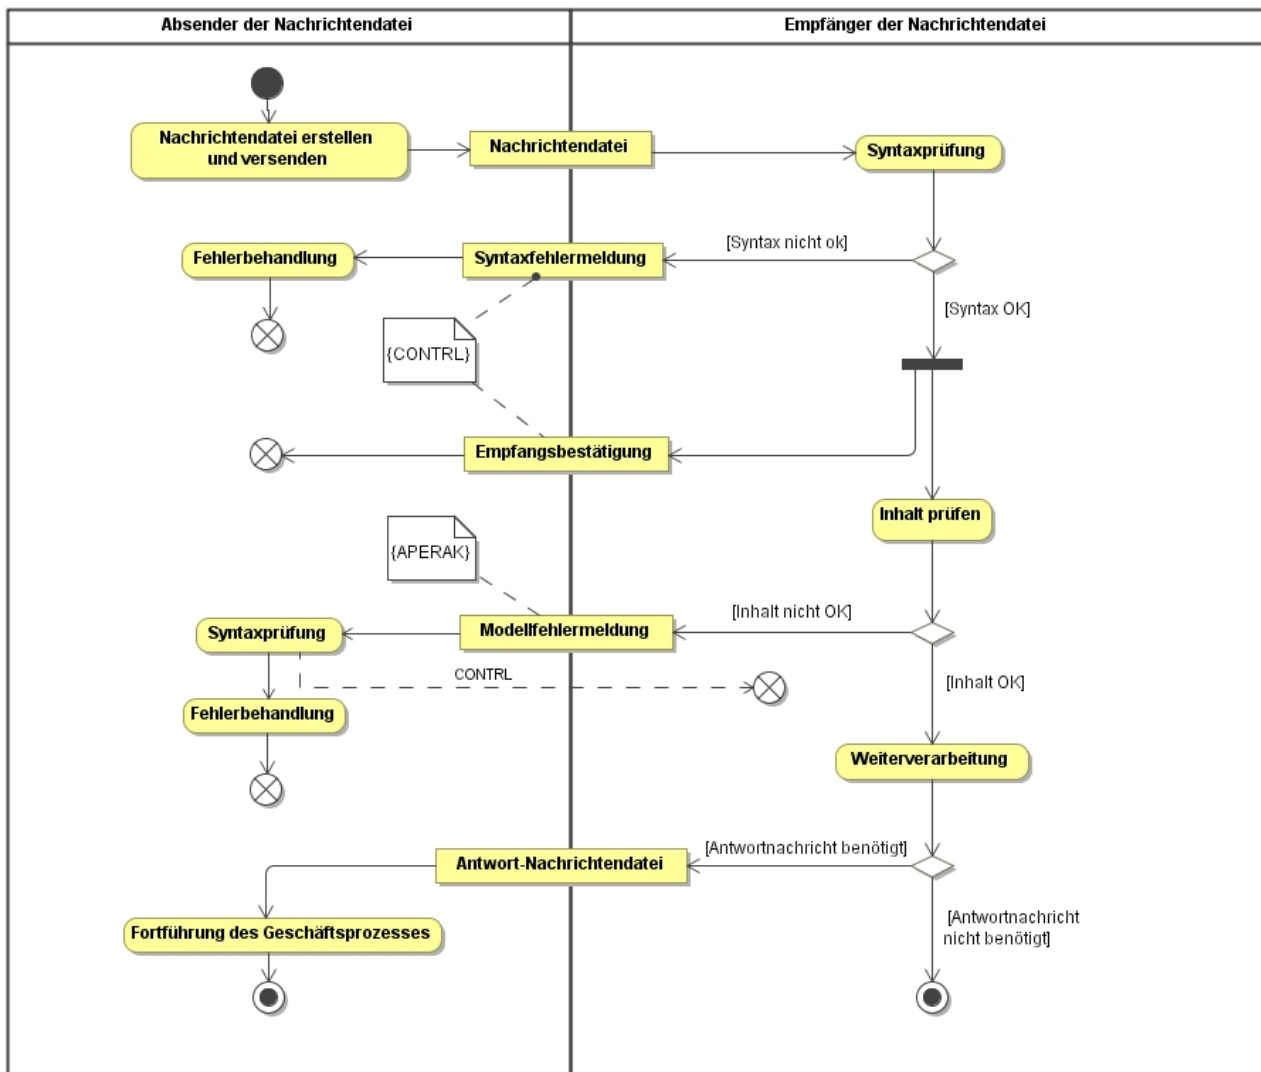 Absender der Nachrichtendatei
Empfänger der Nachrichtendatei
Nachrichtendatei erstellen
und versenden
Nachrichtendatei
Syntaxprüfung
[Syntax nicht ok]
Syntaxfehlermeldung
Fehlerbehandlung
[Syntax OK]
{CONTRL}
Empfangsbestätigung
Inhalt prüfen
{APERAK}
[Inhalt nicht OK]
Modellfehlermeldung
Syntaxprüfung
CONTRL
[Inhalt OK]
Fehlerbehandlung
Weiterverarbeitung
[Antwortnachricht benötigt]
Antwort-Nachrichtendatei
[Antwortnachricht
nicht benötigt]
Fortführung des Geschäftsprozesses